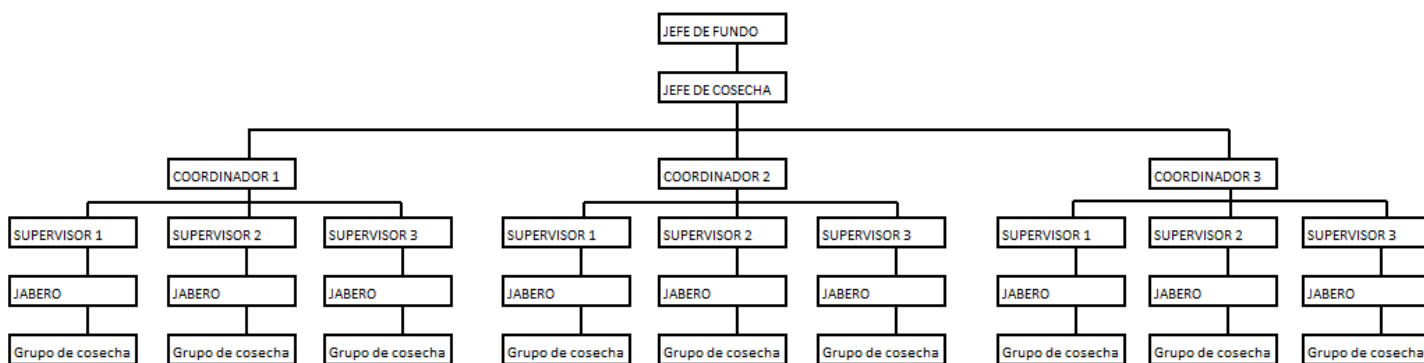 JEFE DE FUNDO
JEFE DE COSECHA
COORDINADOR 1 COORDINADOR 2 COORDINADOR 3
SUPERVISOR 1 SUPERVISOR 2 SUPERVISOR 3 SUPERVISOR 1 SUPERVISOR 2 SUPERVISOR 3 SUPERVISOR 1 SUPERVISOR 2 SUPERVISOR 3
JABERO JABERO JABERO JABERO JABERO JABERO JABERO JABERO JABERO
Grupo de cosecha Grupo de cosecha Grupo de cosecha Grupo de cosecha Grupo de cosecha Grupo de cosecha Grupo de cosecha Grupo de cosecha Grupo de cosecha